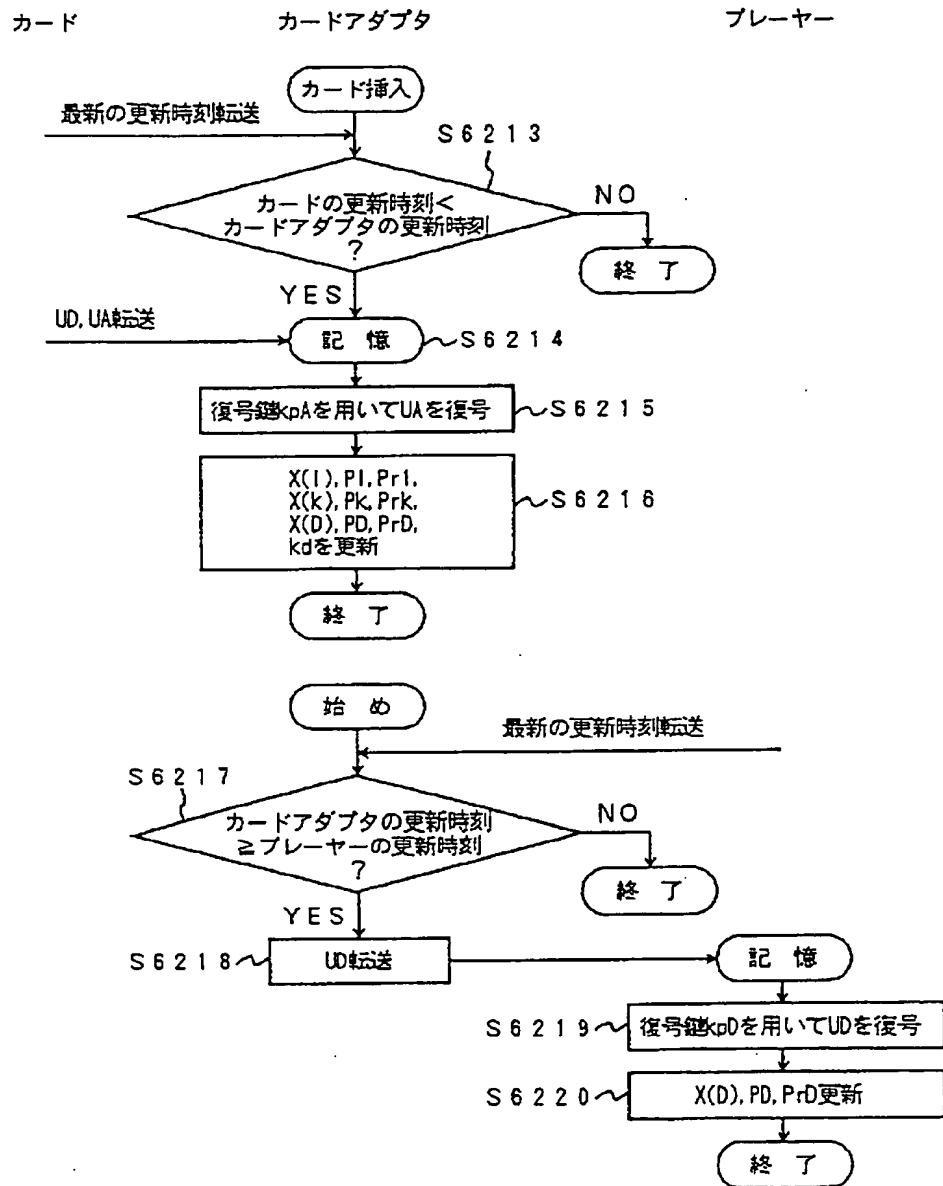 カード
カードアダプタ
プレーヤー
カード挿入
最新の更新時刻転送
S6213
カードの更新時刻<
カードアダプタの更新時刻
?
NO
終了
YES
UD,UA転送
記憶
S6214
復号鍵kpAを用いてUAを復号
S6215
X(I),PI,PrI,
X(k),Pk,Prk,
X(D),PD,PrD,
kdを更新
S6216
終了
始め
最新の更新時刻転送
S6217
カードアダプタの更新時刻
≧プレーヤーの更新時刻
?
NO
終了
YES
S6218
UD転送
記憶
S6219
復号鍵kpDを用いてUDを復号
S6220
X(D),PD,PrD更新
終了